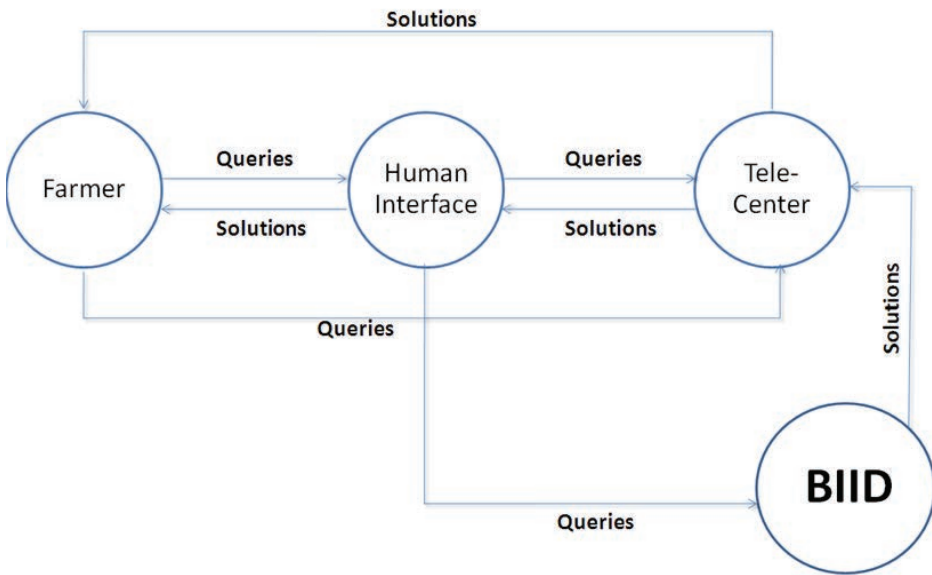 Solutions
Queries
Queries
Farmer
Human
Interface
Tele-
Center
Solutions
Solutions
Queries
Solutions
BIID
Queries